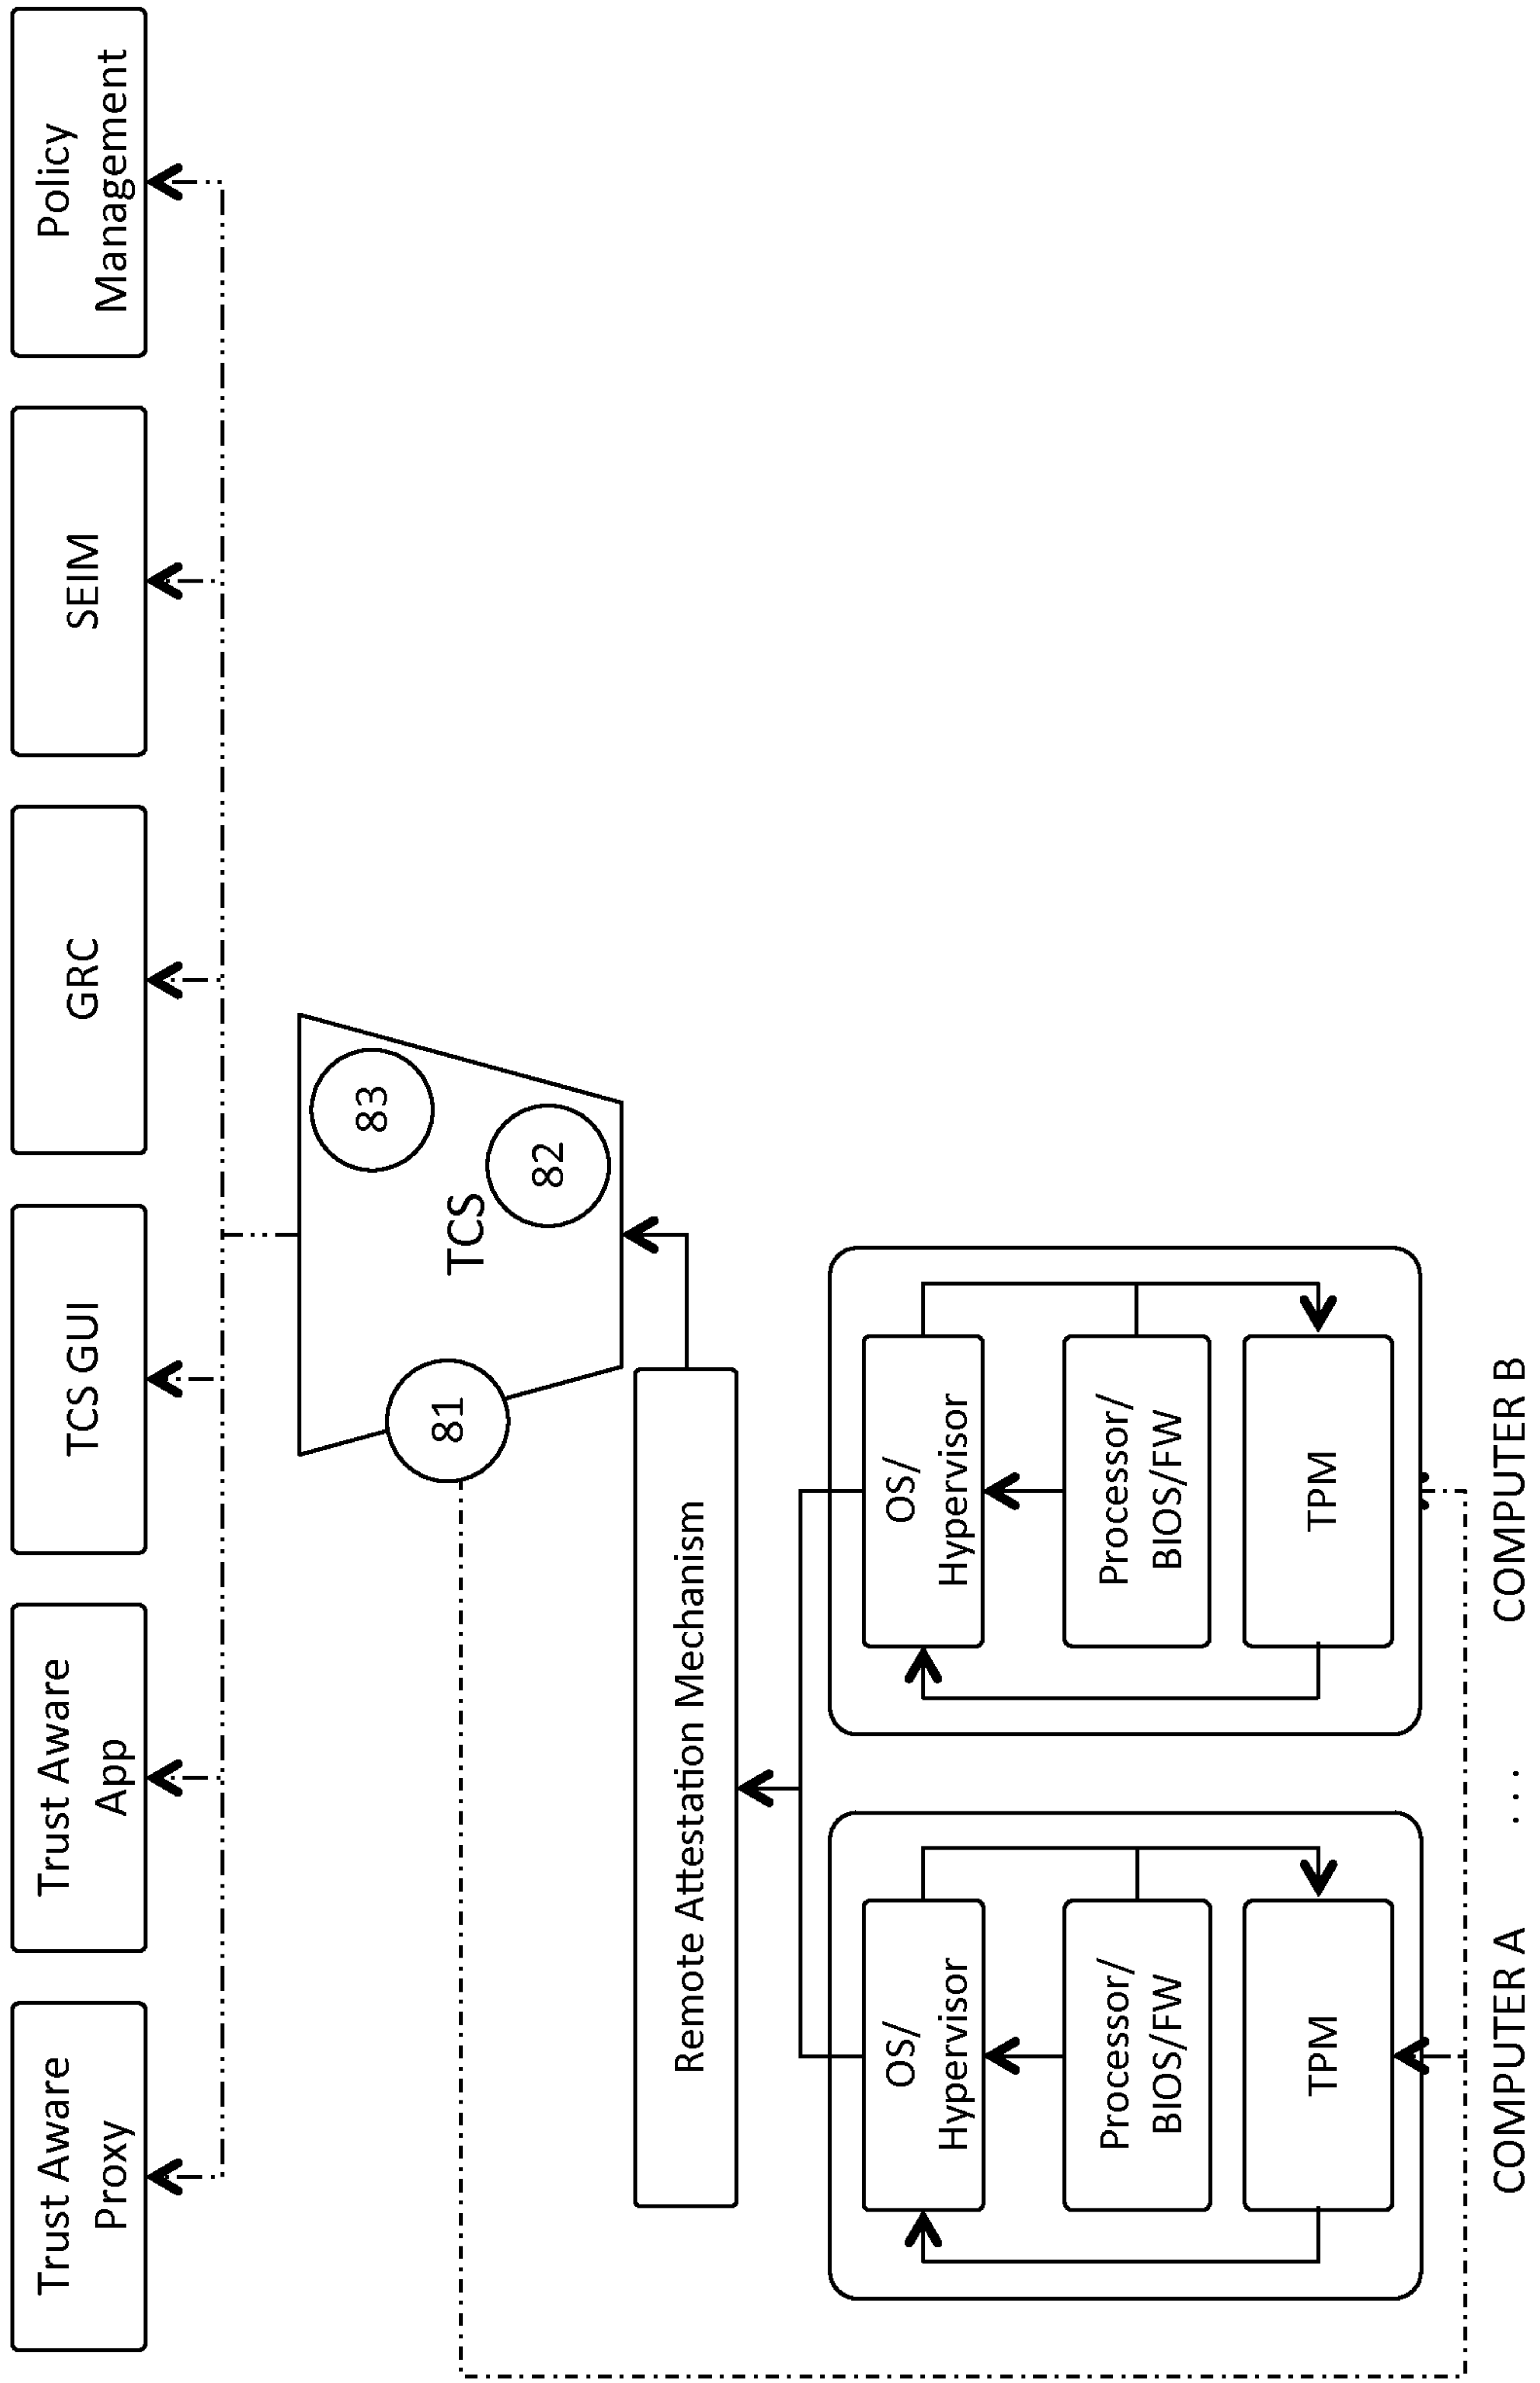 Trust Aware
Proxy
Trust Aware
App
TCS GUI
GRC
SEIM
Policy
Management
81
TCS
82
83
Remote Attestation Mechanism
OS/
Hypervisor
Processor/
BIOS/FW
TPM
OS/
Hypervisor
Processor/
BIOS/FW
TPM
COMPUTER A
. . .
COMPUTER B